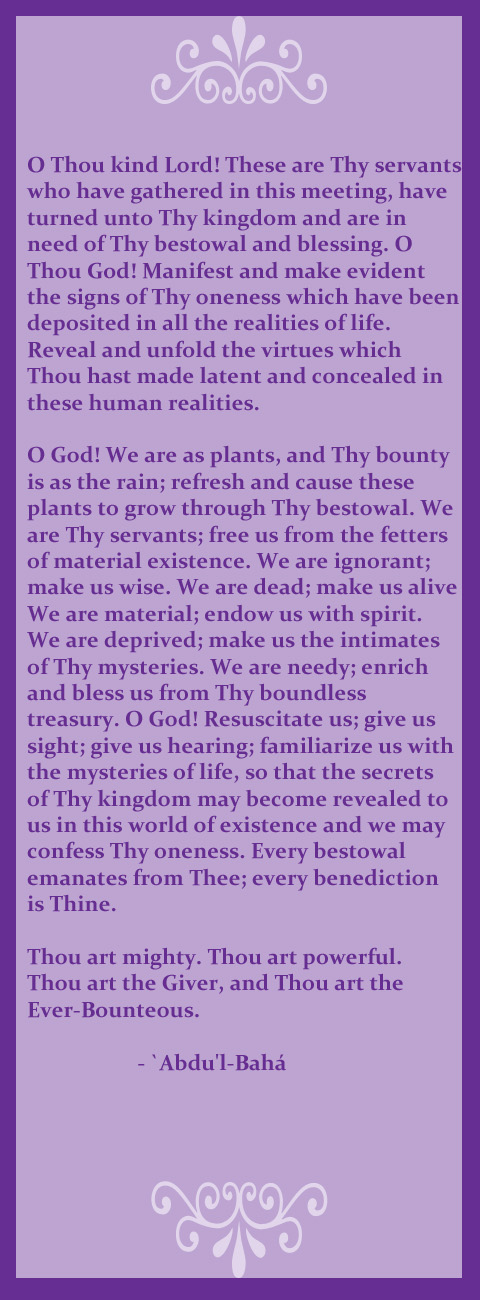 O Thou kind Lord! These are Thy servants
who have gathered in this meeting, have
turned unto Thy kingdom and are in
need of Thy bestowal and blessing. O
Thou God! Manifest and make evident
the signs of Thy oneness which have been
deposited in all the realities of life.
Reveal and unfold the virtues which
Thou hast made latent and concealed in
these human realities.
O God! We are as plants, and Thy bounty
is as the rain; refresh and cause these
plants to grow through Thy bestowal. We
are Thy servants; free us from the fetters
of material existence. We are ignorant;
make us wise. We are dead; make us alive
We are material; endow us with spirit.
We are deprived; make us the intimates
of Thy mysteries. We are needy; enrich
and bless us from Thy boundless
treasury. O God! Resuscitate us; give us
sight; give us hearing; familiarize us with
the mysteries of life, so that the secrets
of Thy kingdom may become revealed to
us in this world of existence and we may
confess Thy oneness. Every bestowal
emanates from Thee; every benediction
is Thine.
Thou art mighty. Thou art powerful.
Thou art the Giver, and Thou art the
Ever-Bounteous.
- `Abdu'l-Bahá